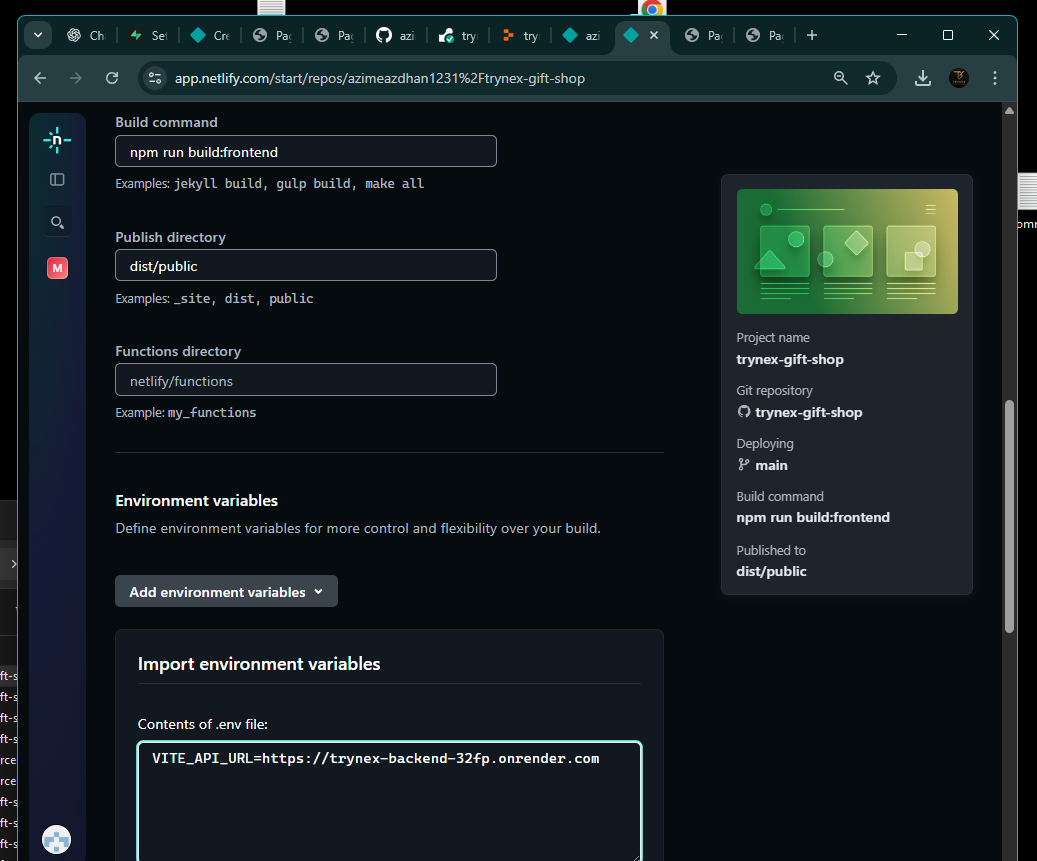 Ch
Set
Cre
Pag
Pag
azi
try
try
azi
Pa
Pa
app.netlify.com/start/repos/azimeazdhan1231%2Ftrynex-gift-shop
n
M
Build command
npm run build:frontend
Examples: jekyll build, gulp build, make all
Publish directory
dist/public
Examples: _site, dist, public
Functions directory
netlify/functions
Example: my_functions
Environment variables
Define environment variables for more control and flexibility over your build.
Add environment variables
Import environment variables
Contents of .env file:
VITE_API_URL=https://trynex-backend-32fp.onrender.com
Project name
trynex-gift-shop
Git repository
trynex-gift-shop
Deploying
main
Build command
npm run build:frontend
Published to
dist/public
ft-s
ft-s
ft-s
ft-s
rce
rce
ft-s
ft-s
ft-s